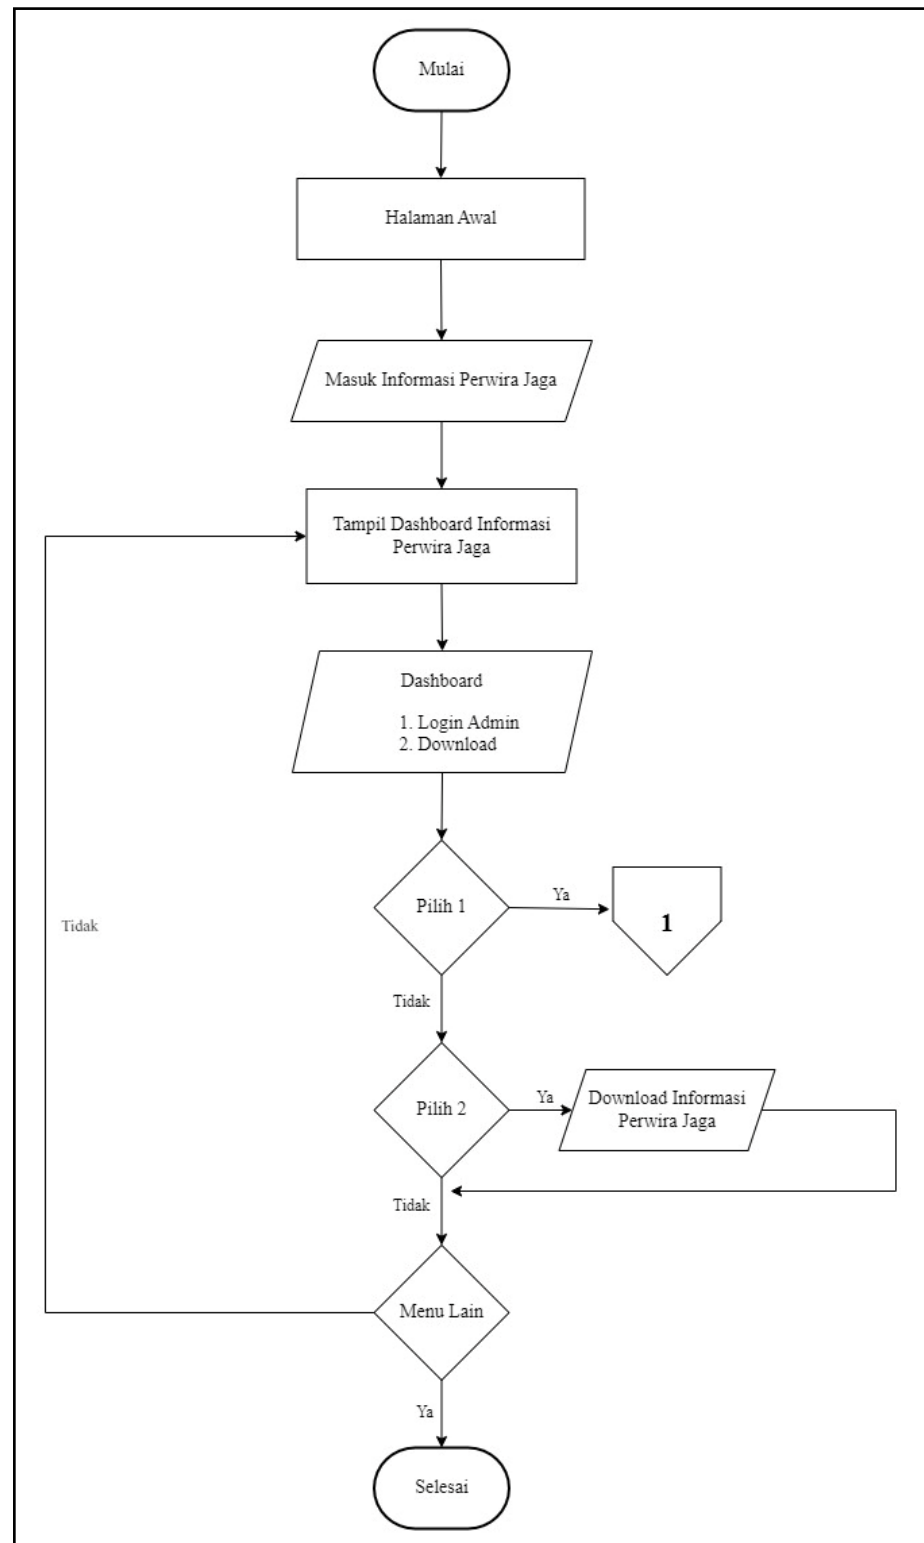 Mulai
Halaman Awal
Masuk Informasi Perwira Jaga
Tampil Dashboard Informasi
Perwira Jaga
Dashboard
1. Login Admin
2. Download
Pilih 1
Ya
1
Tidak
Tidak
Pilih 2
Ya
Download Informasi
Perwira Jaga
Tidak
Menu Lain
Ya
Selesai